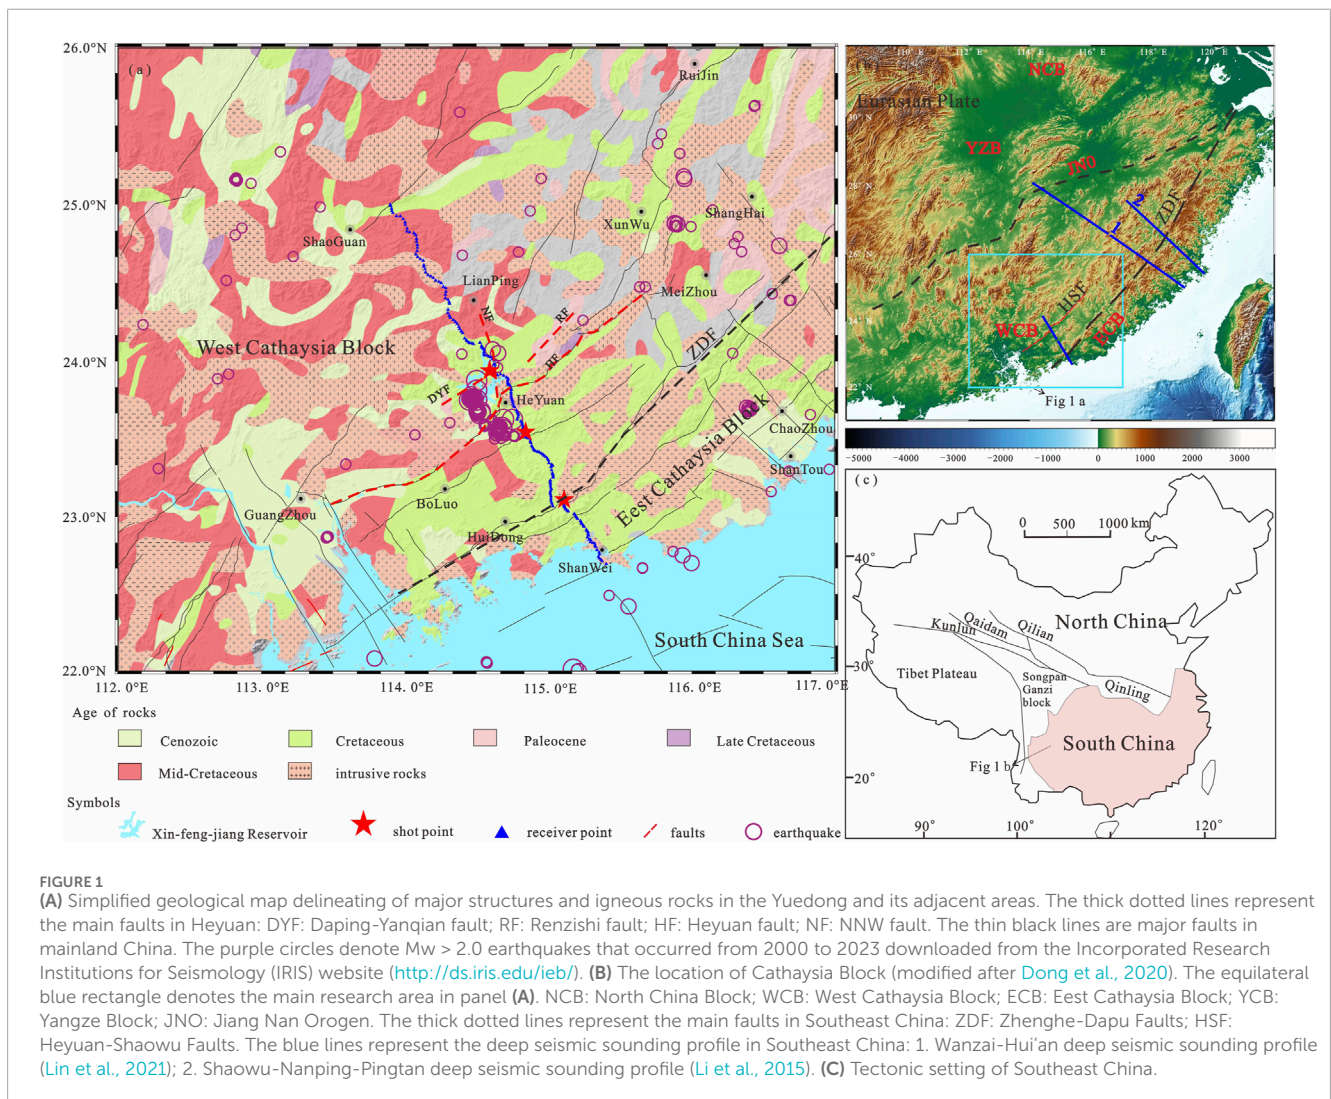 26.0°N
(a)
RuiJin
25.0°N
XunWu
ShangHai
ShaoGuan
LianPing
MeiZhou
NF
RF
West Cathaysia Block
24.0°N
RF
ZDF
DYF
HeYuan
ChaoZhou
ShanTou
Eest Cathaysia Block
BoLuo
GuangZhou
23.0°N
HuiDong
ShanWei
South China Sea
22.0°N
112.0°E
113.0°E
114.0°E
115.0°E
116.0°E
117.0°E
Age of rocks
Cenozoic
Cretaceous
Paleocene
Late Cretaceous
Mid-Cretaceous
intrusive rocks
Symbols
Xin-feng-jiang Reservoir
shot point
receiver point
faults
earthquake
110° E
112° E
114° E
116° E
118° E
120° E
NCB
Eurasian Plate
30° N
YZB
JNO
28° N
2
ZDF
1
26° N
HSF
WCB
ECB
22° N
Fig 1 a
−5000
−4000
−3000
−2000
−1000
0
1000
2000
3000
(c)
0
500
1000 km
40°
North China
Qilian
Qaidam
Kunlun
30°
Tibet Plateau
Songpan
Ganzi
block
Qinling
South China
Fig 1 b
20°
90°
100°
110°
120°
FIGURE 1
(A) Simplified geological map delineating of major structures and igneous rocks in the Yuedong and its adjacent areas. The thick dotted lines represent
the main faults in Heyuan: DYF: Daping-Yanqian fault; RF: Renzishi fault; HF: Heyuan fault; NF: NNW fault. The thin black lines are major faults in
mainland China. The purple circles denote Mw > 2.0 earthquakes that occurred from 2000 to 2023 downloaded from the Incorporated Research
Institutions for Seismology (IRIS) website (http://ds.iris.edu/ieb/). (B) The location of Cathaysia Block (modified after Dong et al., 2020). The equilateral
blue rectangle denotes the main research area in panel (A). NCB: North China Block; WCB: West Cathaysia Block; ECB: Eest Cathaysia Block; YCB:
Yangze Block; JNO: Jiang Nan Orogen. The thick dotted lines represent the main faults in Southeast China: ZDF: Zhenghe-Dapu Faults; HSF:
Heyuan-Shaowu Faults. The blue lines represent the deep seismic sounding profile in Southeast China: 1. Wanzai-Hui’an deep seismic sounding profile
(Lin et al., 2021); 2. Shaowu-Nanping-Pingtan deep seismic sounding profile (Li et al., 2015). (C) Tectonic setting of Southeast China.